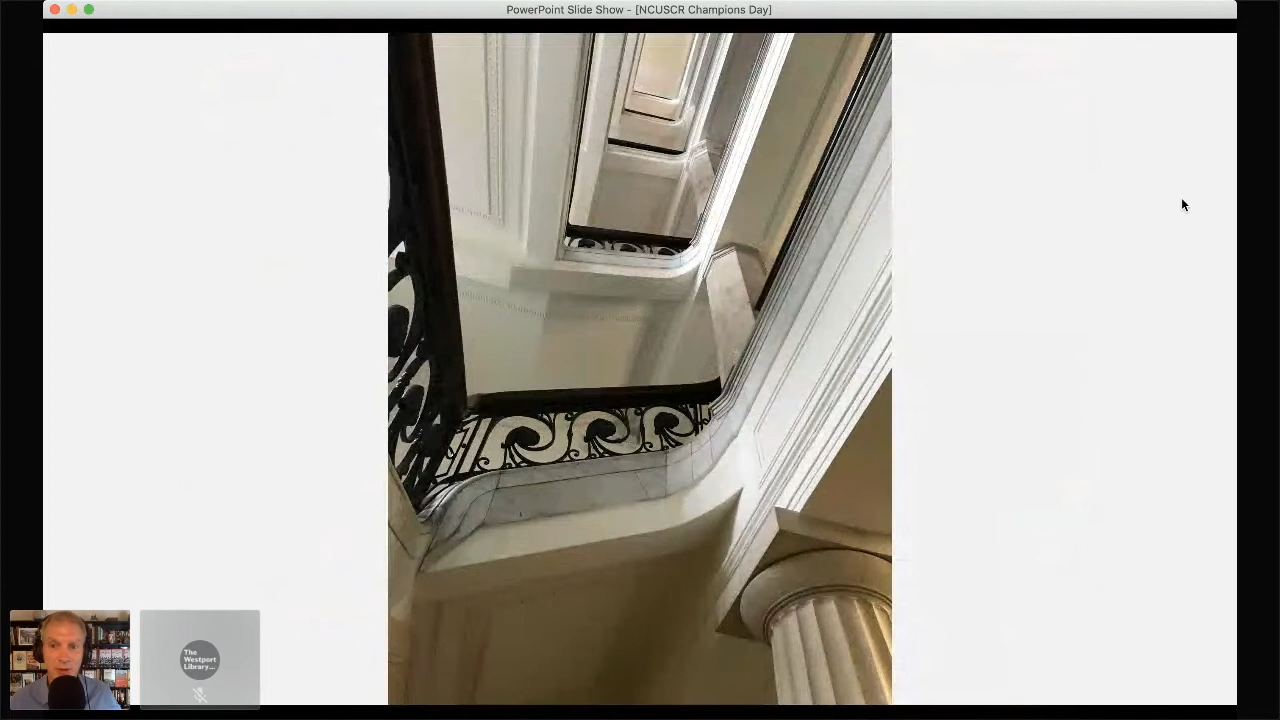 PowerPoint Slide Show - [NCUSCR Champions Day]
The
Westport
Library...